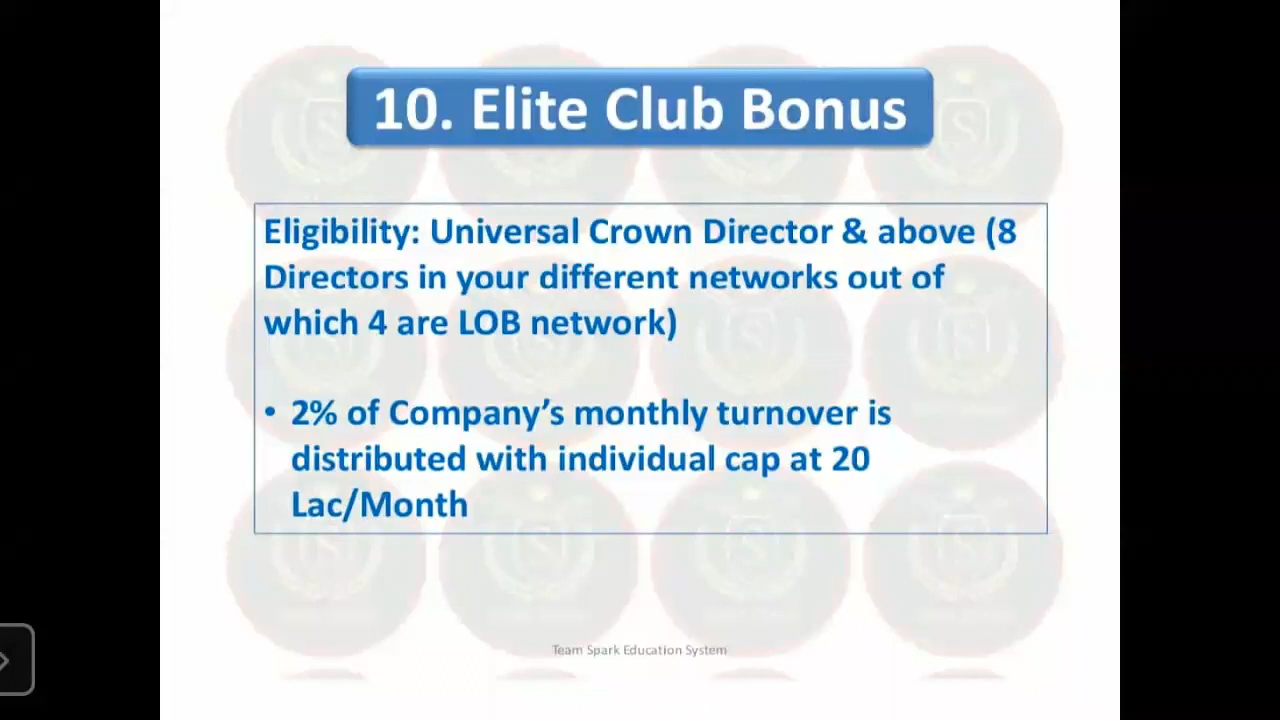 10. Elite Club Bonus
Eligibility: Universal Crown Director & above (8
Directors in your different networks out of
which 4 are LOB network)
• 2% of Company’s monthly turnover is
distributed with individual cap at 20
Lac/Month
Team Spark Education System